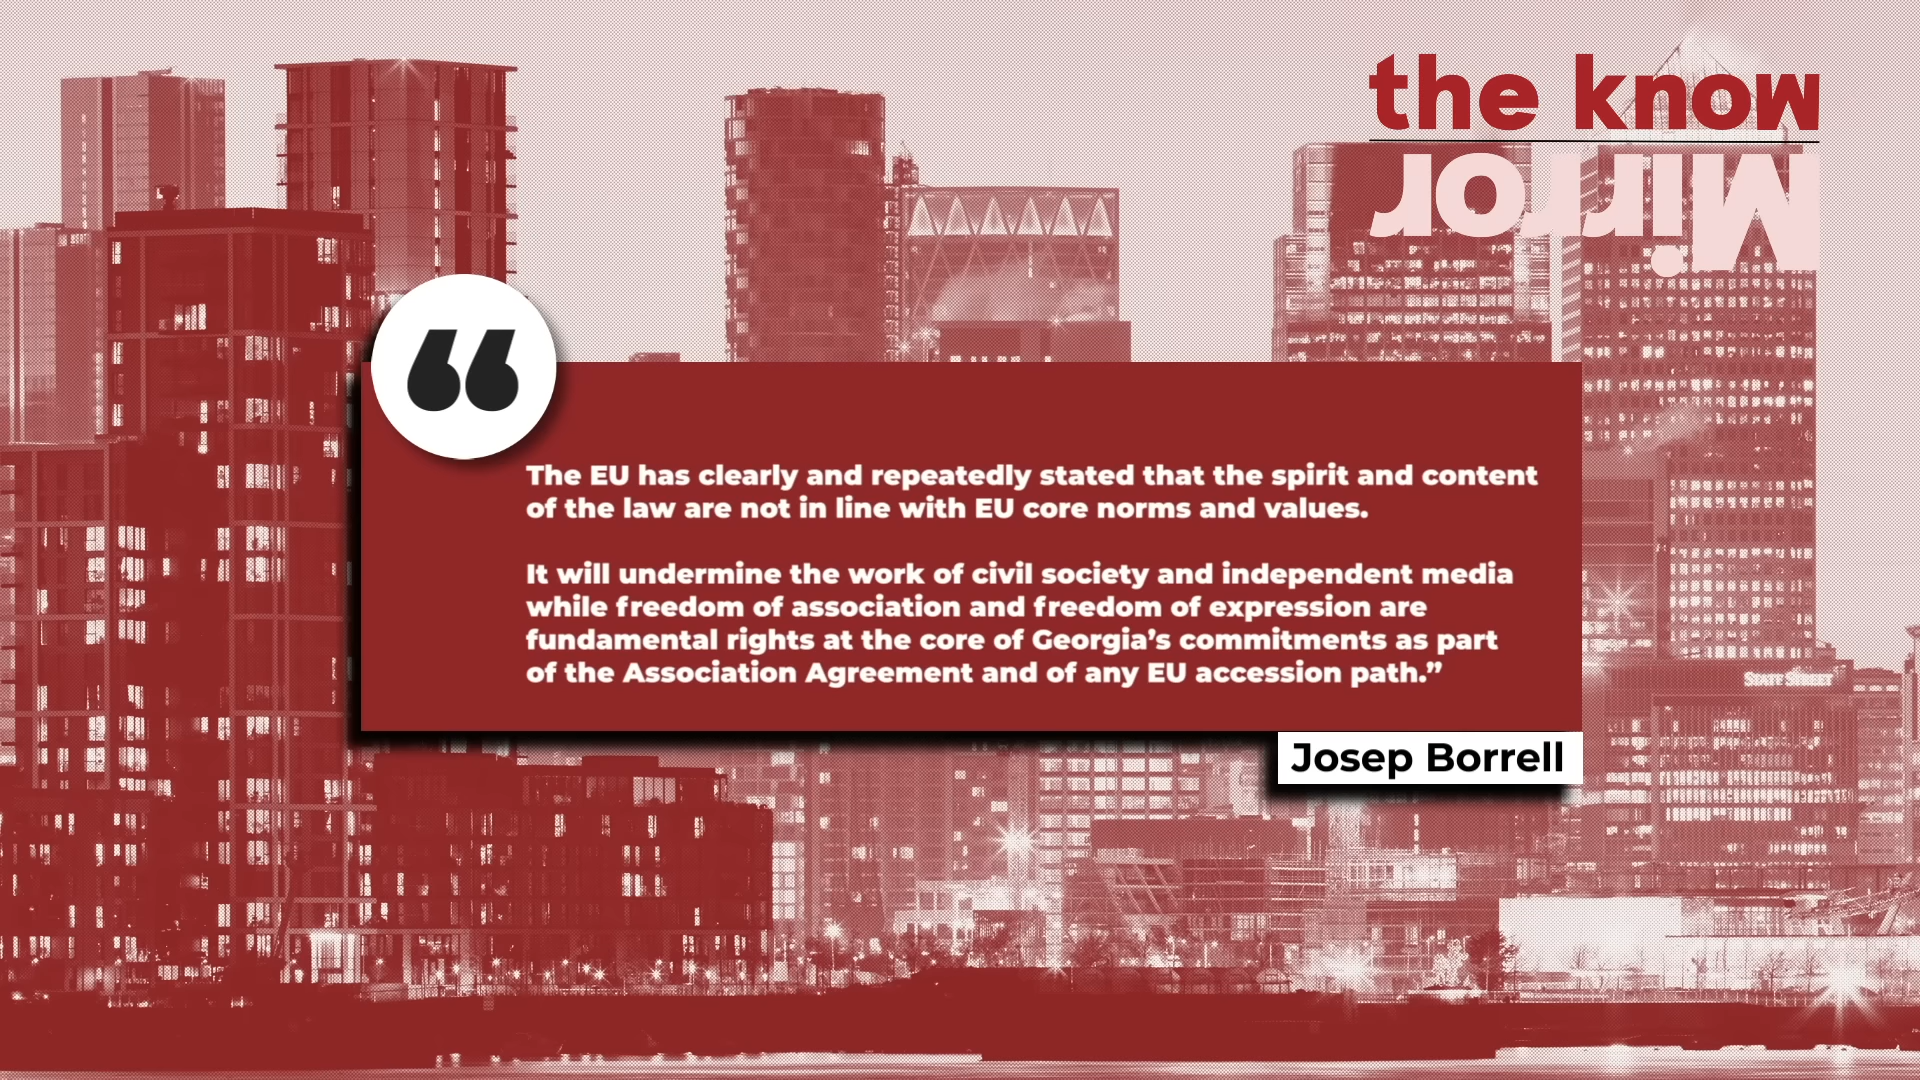 the know
Mirror
“
The EU has clearly and repeatedly stated that the spirit and content
of the law are not in line with EU core norms and values.
It will undermine the work of civil society and independent media
while freedom of association and freedom of expression are
fundamental rights at the core of Georgia’s commitments as part
of the Association Agreement and of any EU accession path.”
STATE STREET
Josep Borrell